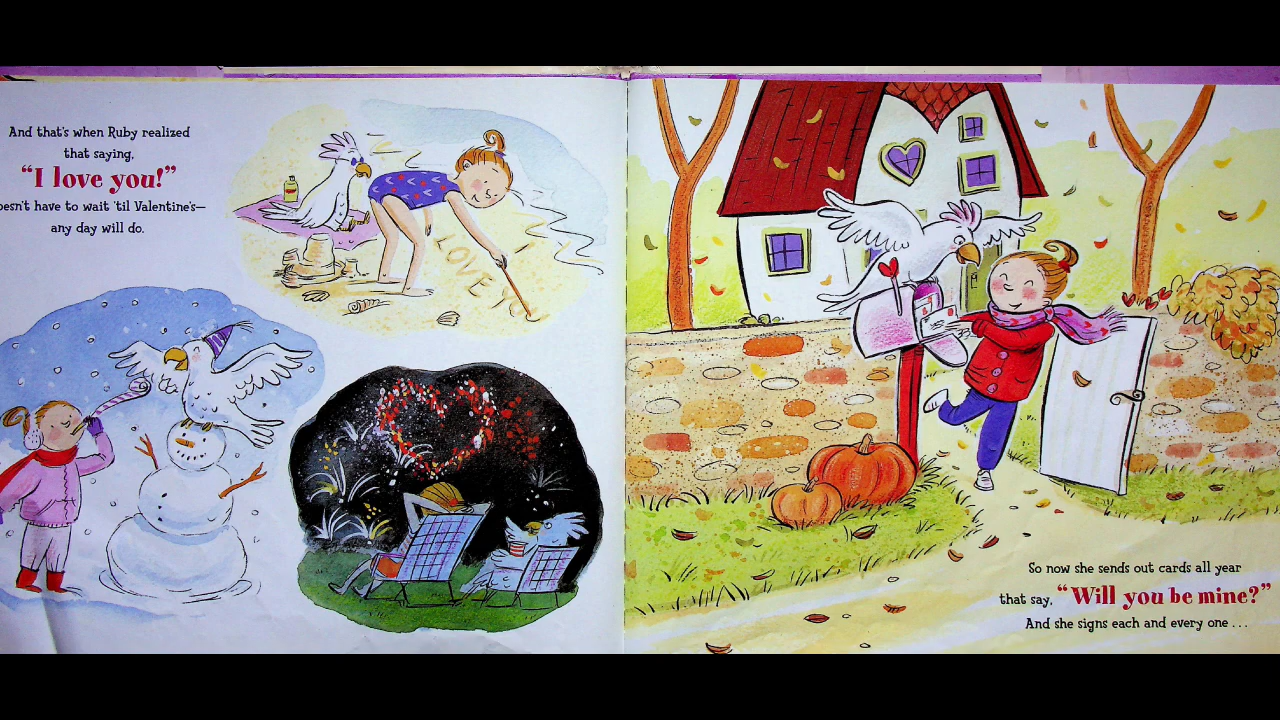 And that's when Ruby realized
that saying,
"I love you!"
oesn't have to wait 'til Valentine's—
any day will do.
I LOVE Y
So now she sends out cards all year
that say, "Will you be mine?"
And she signs each and every one . . .